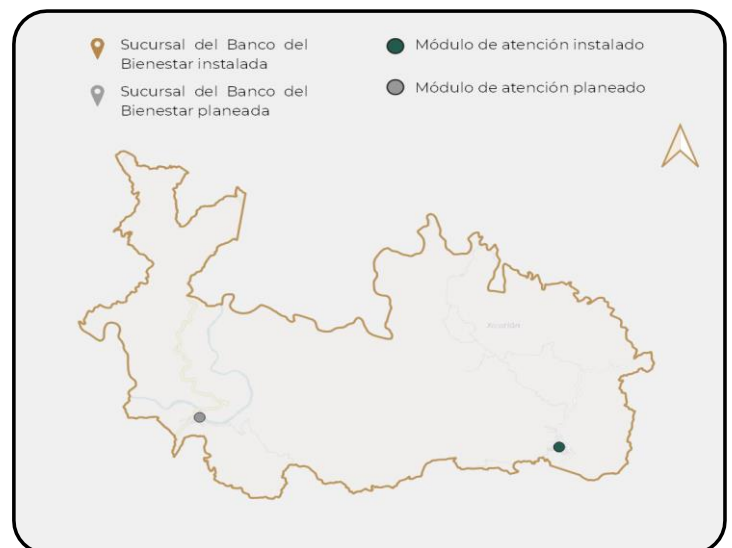 Sucursal del Banco del
Bienestar instalada
Sucursal del Banco del
Bienestar planeada
Módulo de atención instalado
Módulo de atención planeado